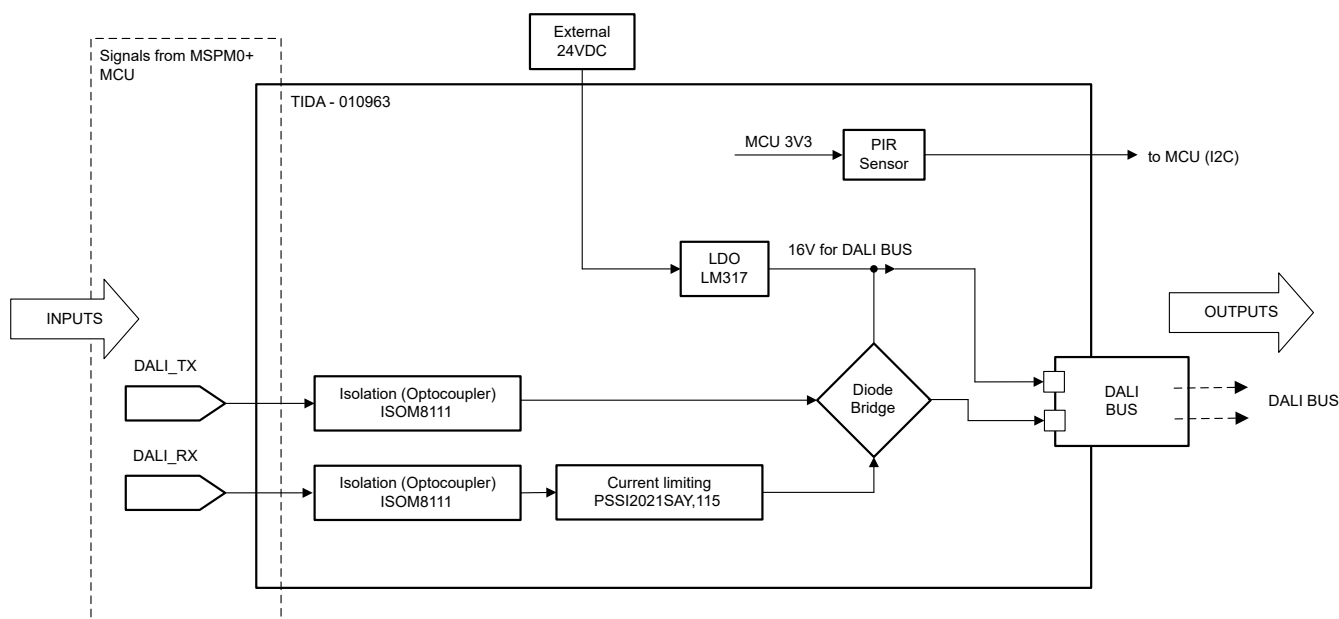 External
24VDC
Signals from MSPM0+
MCU
TIDA - 010963
MCU 3V3
PIR
Sensor
to MCU (I2C)
LDO
LM317
16V for DALI BUS
INPUTS
OUTPUTS
DALI_TX
Isolation (Optocoupler)
ISOM8111
Diode
Bridge
DALI
BUS
DALI BUS
DALI_RX
Isolation (Optocoupler)
ISOM8111
Current limiting
PSSI2021SAY,115